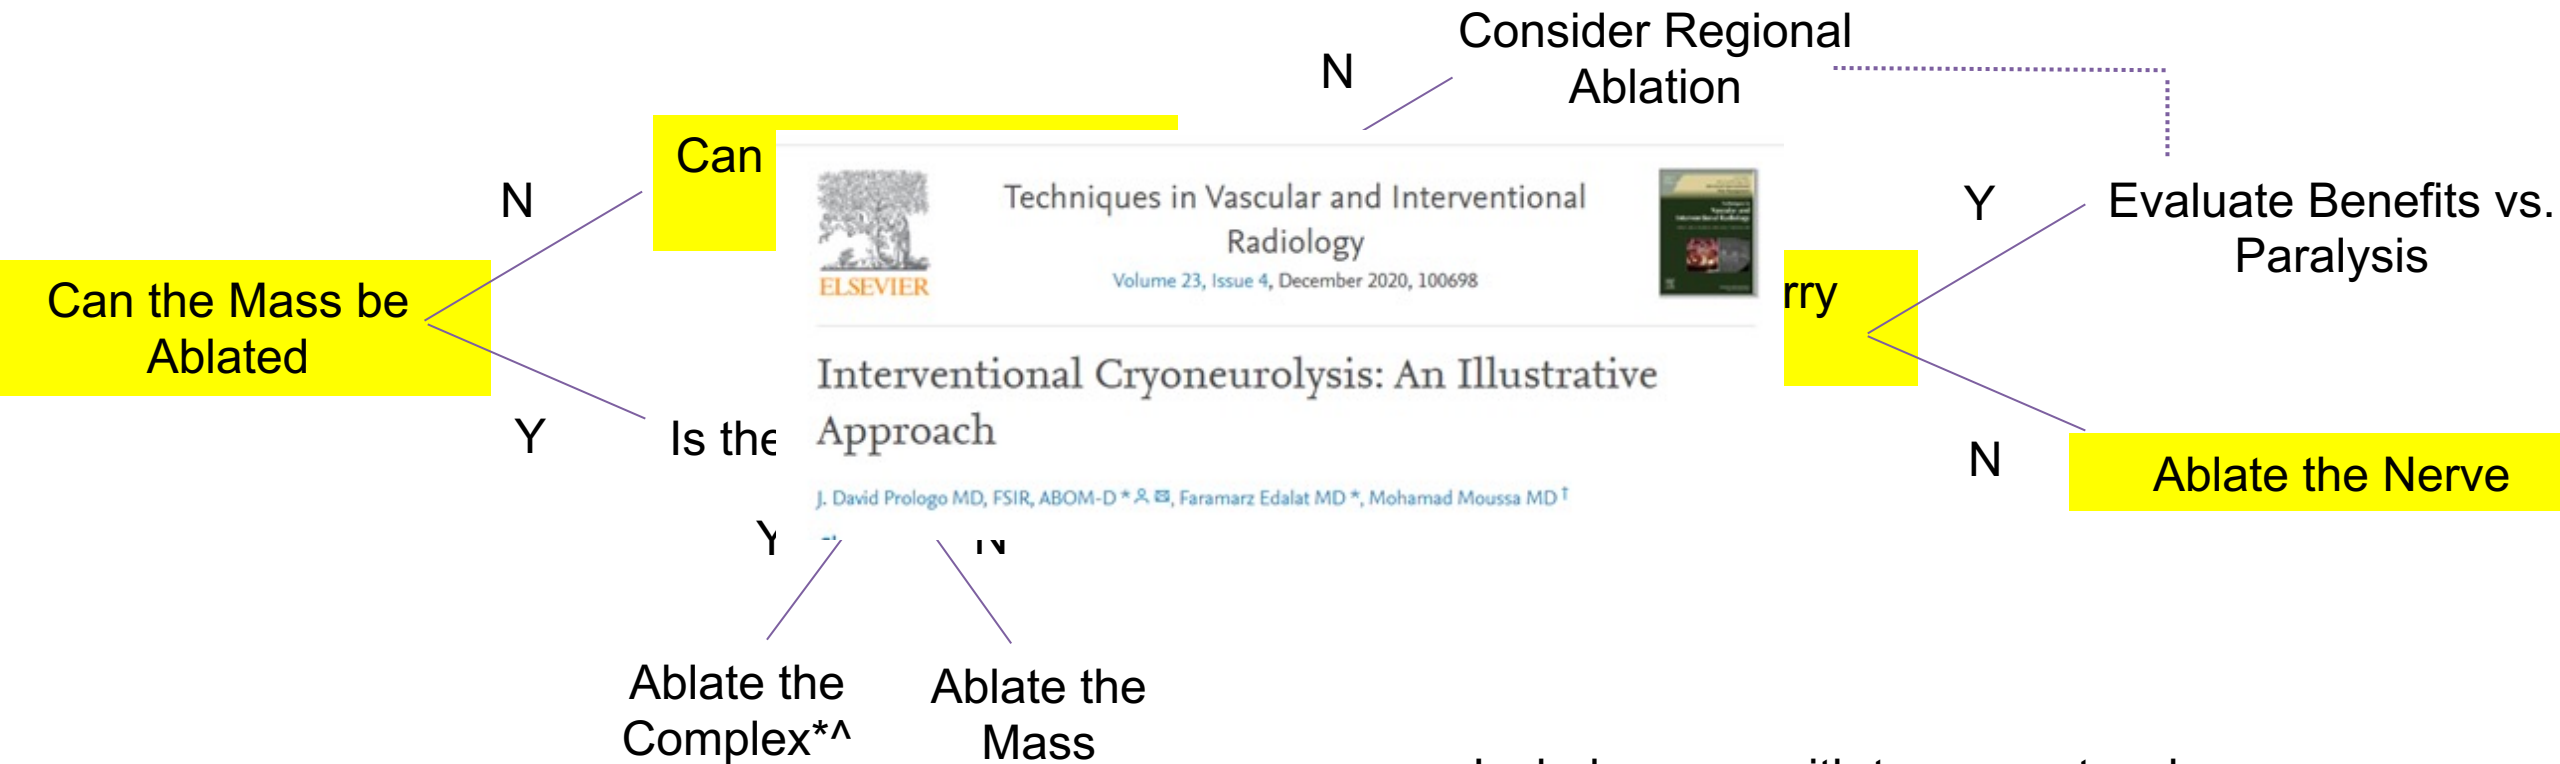 Consider Regional
Ablation
N
Can
N
Can the Mass be
Ablated
Y
Is the
ELSEVIER
Techniques in Vascular and Interventional
Radiology
Volume 23, Issue 4, December 2020, 100698
Interventional Cryoneurolysis: An Illustrative
Approach
J. David Prologo MD, FSIR, ABOM-D *, Faramarz Edalat MD *, Mohamad Moussa MD †
rry
Y
Evaluate Benefits vs.
Paralysis
N
Ablate the Nerve
Y
N
Ablate the
Complex*^
Ablate the
Mass